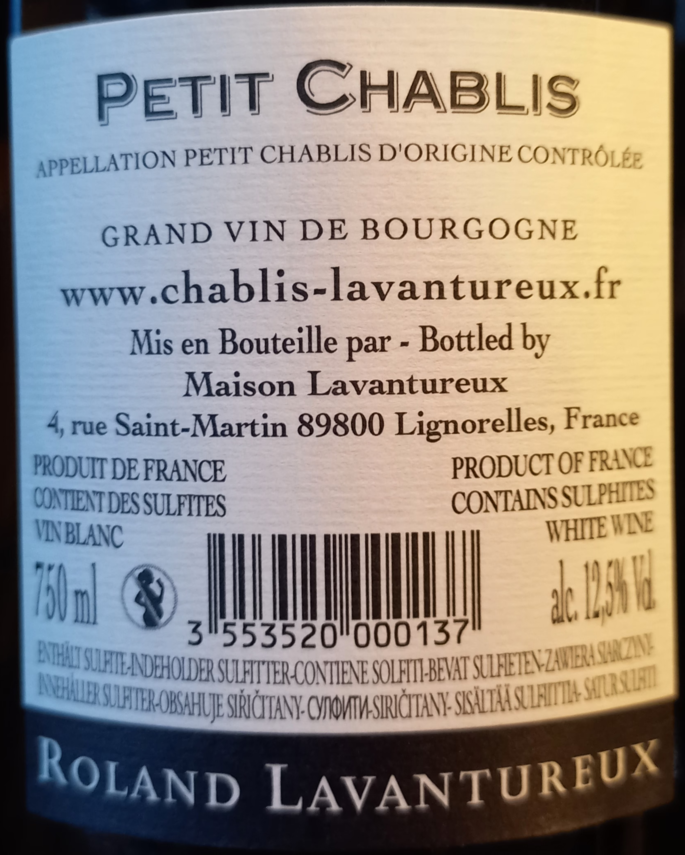 PETIT CHABLIS
APPELLATION PETIT CHABLIS D'ORIGINE CONTRÔLÉE
GRAND VIN DE BOURGOGNE
www.chablis-lavantureux.fr
Mis en Bouteille par - Bottled by
Maison Lavantureux
4, rue Saint-Martin 89800 Lignorelles, France
PRODUIT DE FRANCE
CONTIENT DES SULFITES
VIN BLANC
PRODUCT OF FRANCE
CONTAINS SULPHITES
WHITE WINE
750 ml
alc. 12,5% Vol.
3 553520 000137
ENTHÄLT SULFITE-INDEHOLDER SULFITTER-CONTIENE SOLFITI-BEVAT SULFIETEN-ZAWIERA SIARCZYNY-
INNEHÅLLER SULFITER-OBSAHUJE SIŘIČITANY- СУЛФИТИ-SIRIČITANY- SISÄLTÄÄ SULFIITTIA- SATUR SULFITI
ROLAND LAVANTUREUX